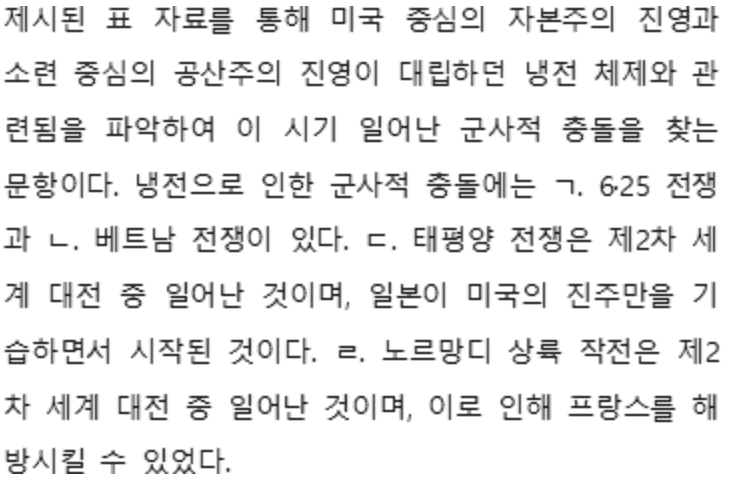 제시된 표 자료를 통해 미국 중심의 자본주의 진영과
소련 중심의 공산주의 진영이 대립하던 냉전 체제와 관
련됨을 파악하여 이 시기 일어난 군사적 충돌을 찾는
문항이다. 냉전으로 인한 군사적 충돌에는 ㄱ. 6·25 전쟁
과 ㄴ. 베트남 전쟁이 있다. ㄷ. 태평양 전쟁은 제2차 세
계 대전 중 일어난 것이며, 일본이 미국의 진주만을 기
습하면서 시작된 것이다. ㄹ. 노르망디 상륙 작전은 제2
차 세계 대전 중 일어난 것이며, 이로 인해 프랑스를 해
방시킬 수 있었다.